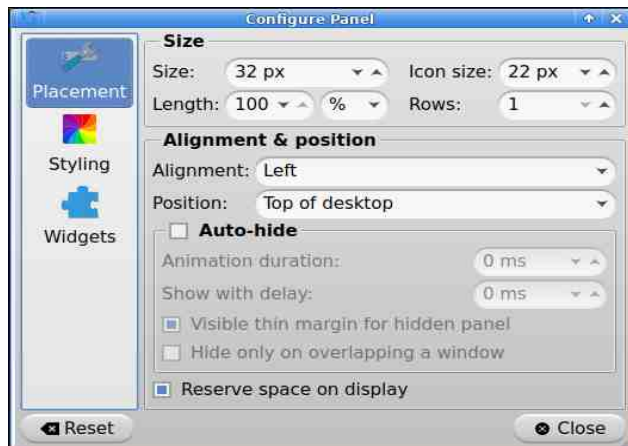 Configure Panel
Placement
Styling
Widgets
Size
Size: 32 px Icon size: 22 px
Length: 100 % Rows: 1
Alignment & position
Alignment: Left
Position: Top of desktop
Auto-hide
Animation duration: 0 ms
Show with delay: 0 ms
Visible thin margin for hidden panel
Hide only on overlapping a window
Reserve space on display
Reset Close